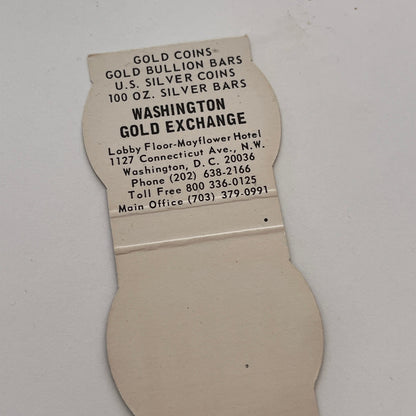 GOLD COINS
GOLD BULLION BARS
U.S. SILVER COINS
100 OZ. SILVER BARS
WASHINGTON
GOLD EXCHANGE
Lobby Floor-Mayflower Hotel
1127 Connecticut Ave., N.W.
Washington, D.C. 20036
Phone (202) 638-2166
Toll Free 800 336-0125
Main Office (703) 379-0991